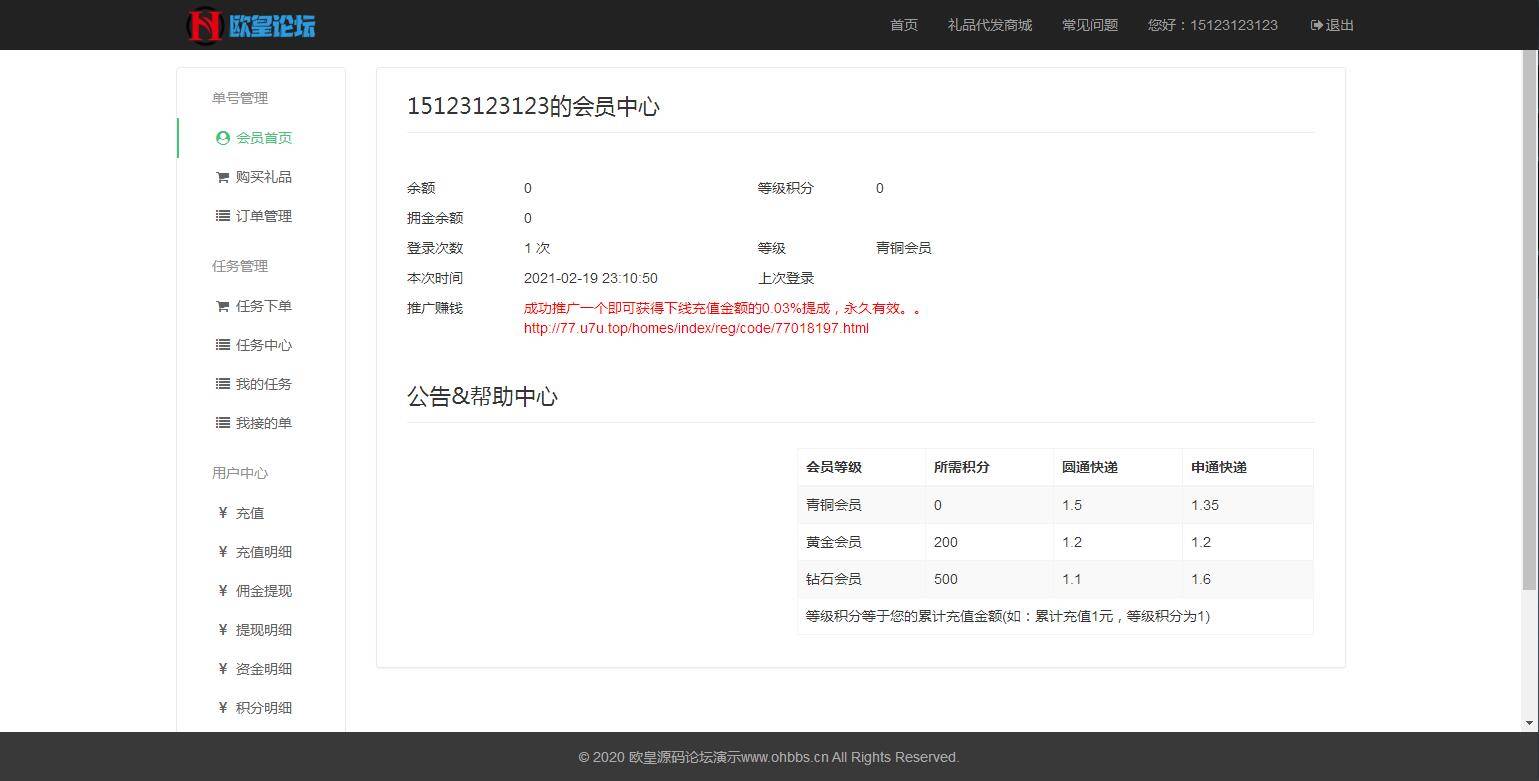 欧皇论坛
首页 礼品代发商城 常见问题 您好：15123123123 退出
单号管理
会员首页
购买礼品
订单管理
任务管理
任务下单
任务中心
我的任务
我接的单
用户中心
¥ 充值
¥ 充值明细
¥ 佣金提现
¥ 提现明细
¥ 资金明细
¥ 积分明细
15123123123的会员中心
余额 0 等级积分 0
拥金余额 0
登录次数 1 次 等级 青铜会员
本次时间 2021-02-19 23:10:50 上次登录
推广赚钱 成功推广一个即可获得下线充值金额的0.03%提成，永久有效。。
http://77.u7u.top/homes/index/reg/code/77018197.html
公告&帮助中心
会员等级 所需积分 圆通快递 申通快递
青铜会员 0 1.5 1.35
黄金会员 200 1.2 1.2
钻石会员 500 1.1 1.6
等级积分等于您的累计充值金额(如：累计充值1元，等级积分为1)
© 2020 欧皇源码论坛演示www.ohbbs.cn All Rights Reserved.